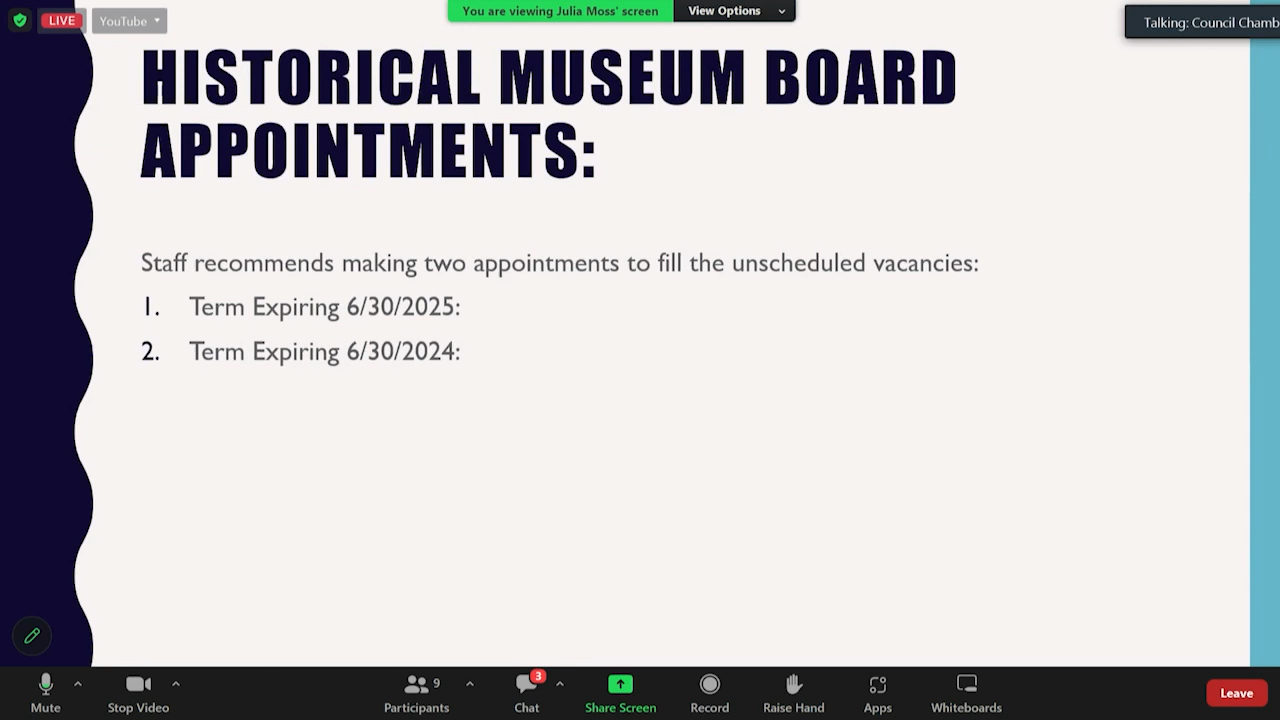 You are viewing Julia Moss' screen
View Options
LIVE
YouTube
Talking: Council Chamb
HISTORICAL MUSEUM BOARD
APPOINTMENTS:
Staff recommends making two appointments to fill the unscheduled vacancies:
1. Term Expiring 6/30/2025:
2. Term Expiring 6/30/2024:
Mute
Stop Video
9
Participants
3
Chat
Share Screen
Record
Raise Hand
Apps
Whiteboards
Leave